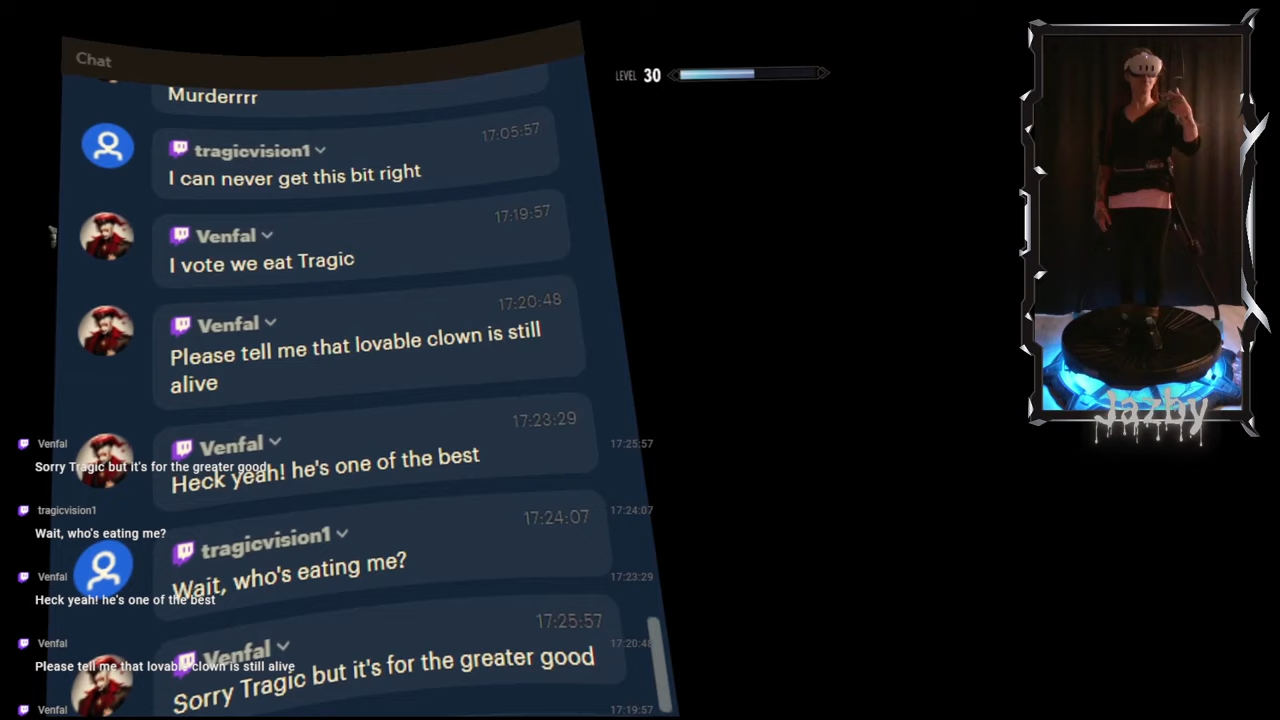 Chat
Murderrrr
17:05:57
tragicvision1
I can never get this bit right
17:19:57
Venfal
I vote we eat Tragic
17:20:48
Venfal
Please tell me that lovable clown is still
alive
17:23:29
Venfal
Heck yeah! he's one of the best
17:24:07
tragicvision1
Wait, who's eating me?
17:25:57
Venfal
Sorry Tragic but it's for the greater good
Venfal 17:25:57
Sorry Tragic but it's for the greater good
tragicvision1 17:24:07
Wait, who's eating me?
Venfal 17:23:29
Heck yeah! he's one of the best
Venfal 17:20:48
Please tell me that lovable clown is still alive
Venfal 17:19:57
LEVEL 30
Jazby